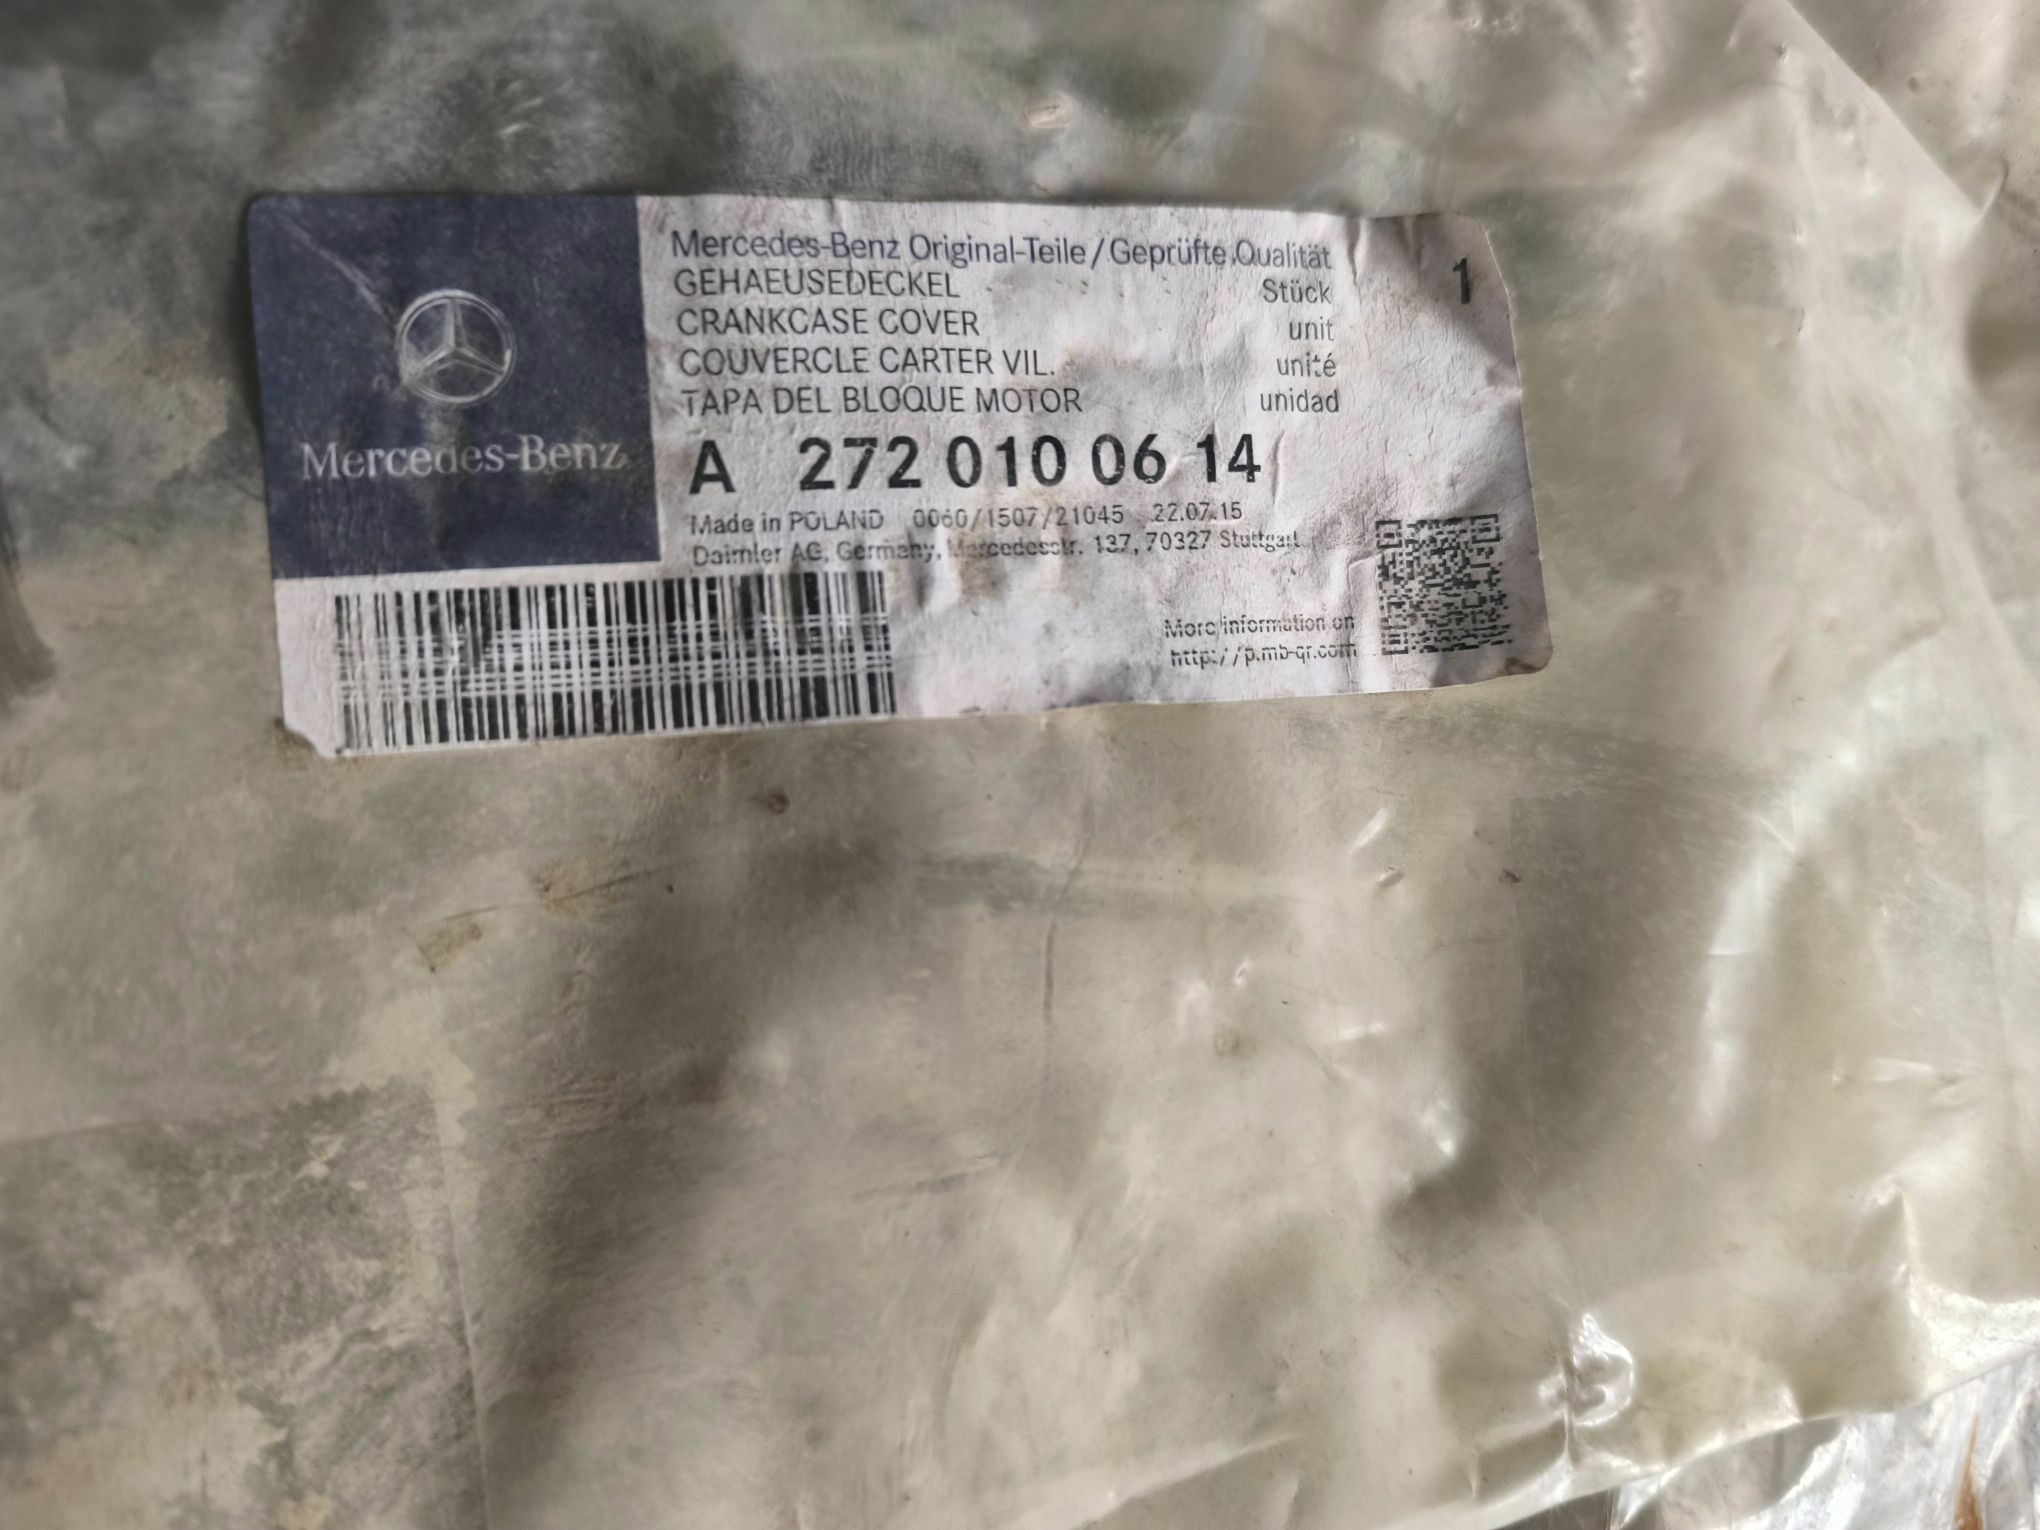 Mercedes-Benz
Mercedes-Benz Original-Teile / Geprüfte Qualität
GEHAEUSEDECKEL Stück 1
CRANKCASE COVER unit
COUVERCLE CARTER VIL. unité
TAPA DEL BLOQUE MOTOR unidad
A 272 010 06 14
Made in POLAND 0060/1507/21045 22.07.15
Daimler AG, Germany, Mercedesstr. 137, 70327 Stuttgart
More information on
http://p.mb-qr.com